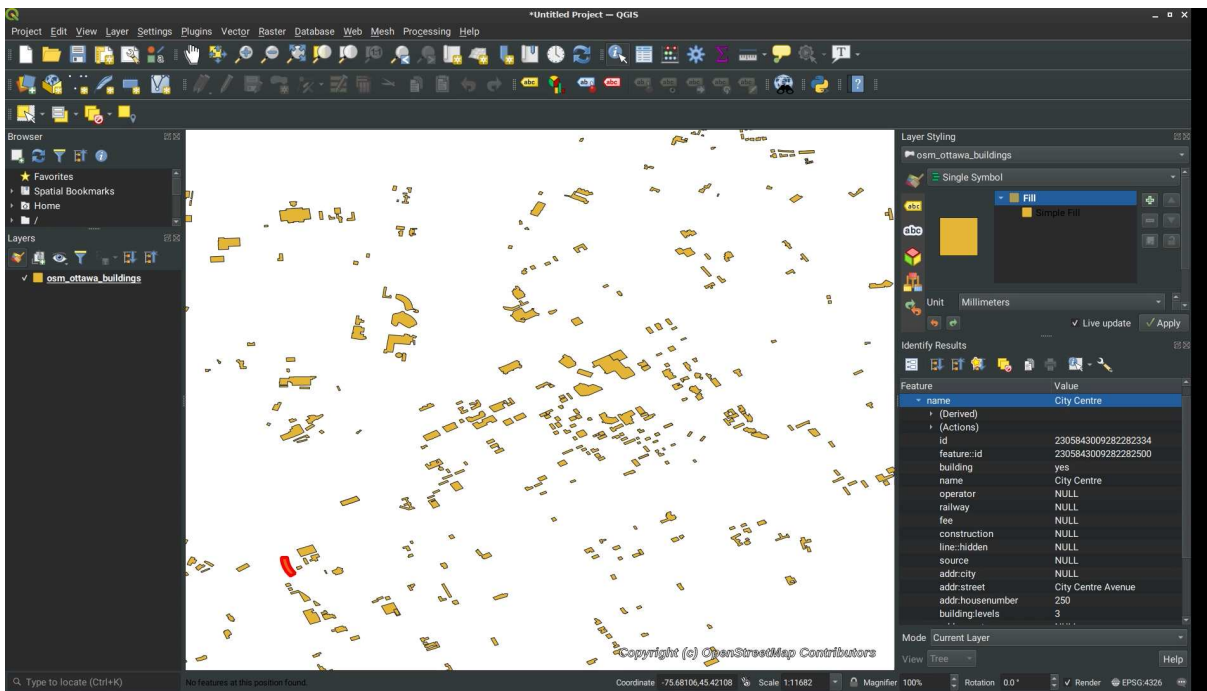 *Untitled Project — QGIS
Project Edit View Layer Settings Plugins Vector Raster Database Web Mesh Processing Help
Browser
Favorites
Spatial Bookmarks
Home
/
Layers
osm_ottawa_buildings
Copyright (c) OpenStreetMap Contributors
Layer Styling
osm_ottawa_buildings
Single Symbol
Fill
Simple Fill
Unit Millimeters
Live update Apply
Identify Results
Feature Value
name City Centre
(Derived)
(Actions)
id 2305843009282282334
feature::id 2305843009282282500
building yes
name City Centre
operator NULL
railway NULL
fee NULL
construction NULL
line::hidden NULL
source NULL
addr:city NULL
addr:street City Centre Avenue
addr:housenumber 250
building:levels 3
Mode Current Layer
View Tree Help
Type to locate (Ctrl+K) No features at this position found. Coordinate -75.68106,45.42108 Scale 1:11682 Magnifier 100% Rotation 0.0° Render EPSG:4326